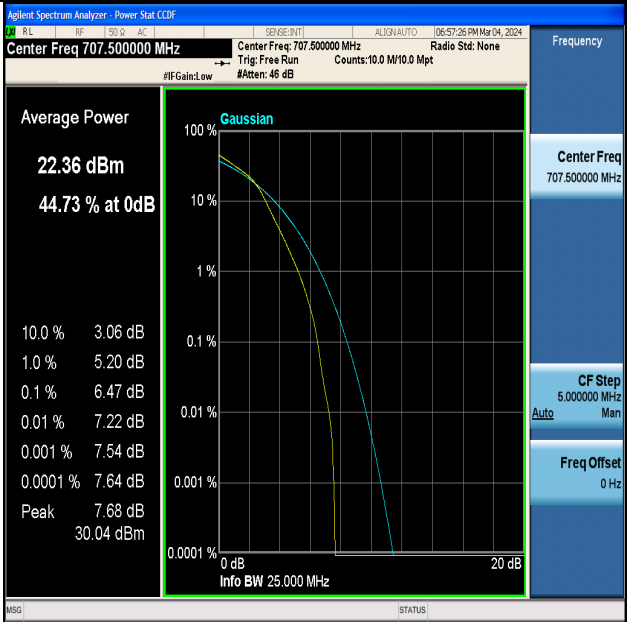 Agilent Spectrum Analyzer - Power Stat CCDF
LXI RL RF 50 Ω AC SENSE:INT ALIGN AUTO 06:57:26 PM Mar 04, 2024
Center Freq 707.500000 MHz
Center Freq: 707.500000 MHz Radio Std: None
Trig: Free Run Counts:10.0 M/10.0 Mpt
#IFGain:Low #Atten: 46 dB
Frequency
Average Power
22.36 dBm
44.73 % at 0dB
10.0 % 3.06 dB
1.0 % 5.20 dB
0.1 % 6.47 dB
0.01 % 7.22 dB
0.001 % 7.54 dB
0.0001 % 7.64 dB
Peak 7.68 dB
30.04 dBm
Gaussian
100 %
10 %
1 %
0.1 %
0.01 %
0.001 %
0.0001 %
0 dB 20 dB
Info BW 25.000 MHz
Center Freq
707.500000 MHz
CF Step
5.000000 MHz
Auto Man
Freq Offset
0 Hz
MSG STATUS